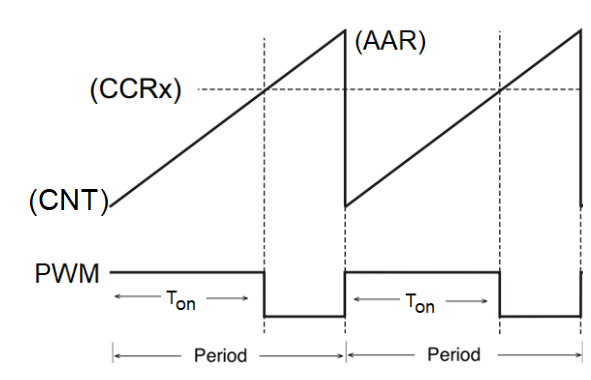 (AAR)
(CCRx)
(CNT)
PWM
Ton
Ton
Period
Period